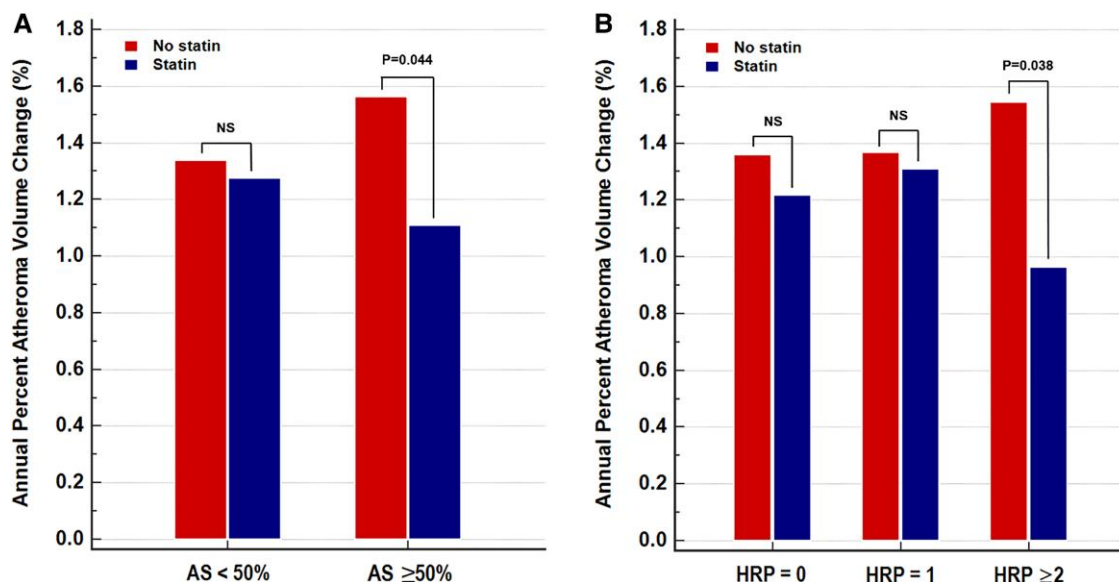 A
Annual Percent Atheroma Volume Change (%)
1.8
1.6
1.4
1.2
1.0
0.8
0.6
0.4
0.2
0.0
No statin
Statin
NS
P=0.044
AS < 50%
AS ≥50%
B
Annual Percent Atheroma Volume Change (%)
1.8
1.6
1.4
1.2
1.0
0.8
0.6
0.4
0.2
0.0
No statin
Statin
NS
NS
P=0.038
HRP = 0
HRP = 1
HRP ≥2